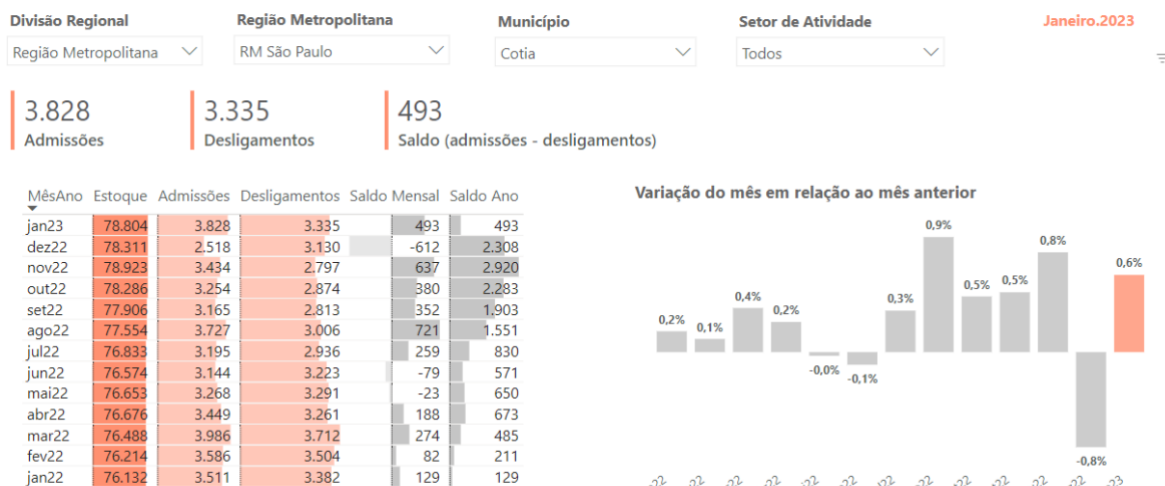 Divisão Regional Região Metropolitana Município Setor de Atividade Janeiro.2023
Região Metropolitana RM São Paulo Cotia Todos
3.828 3.335 493
Admissões Desligamentos Saldo (admissões - desligamentos)
MêsAno Estoque Admissões Desligamentos Saldo Mensal Saldo Ano
jan23 78.804 3.828 3.335 493 493
dez22 78.311 2.518 3.130 -612 2.308
nov22 78.923 3.434 2.797 637 2.920
out22 78.286 3.254 2.874 380 2.283
set22 77.906 3.165 2.813 352 1.903
ago22 77.554 3.727 3.006 721 1.551
jul22 76.833 3.195 2.936 259 830
jun22 76.574 3.144 3.223 -79 571
mai22 76.653 3.268 3.291 -23 650
abr22 76.676 3.449 3.261 188 673
mar22 76.488 3.986 3.712 274 485
fev22 76.214 3.586 3.504 82 211
jan22 76.132 3.511 3.382 129 129
Variação do mês em relação ao mês anterior
0,2% 0,1% 0,4% 0,2% -0,0% -0,1% 0,3% 0,9% 0,5% 0,5% 0,8% -0,8% 0,6%